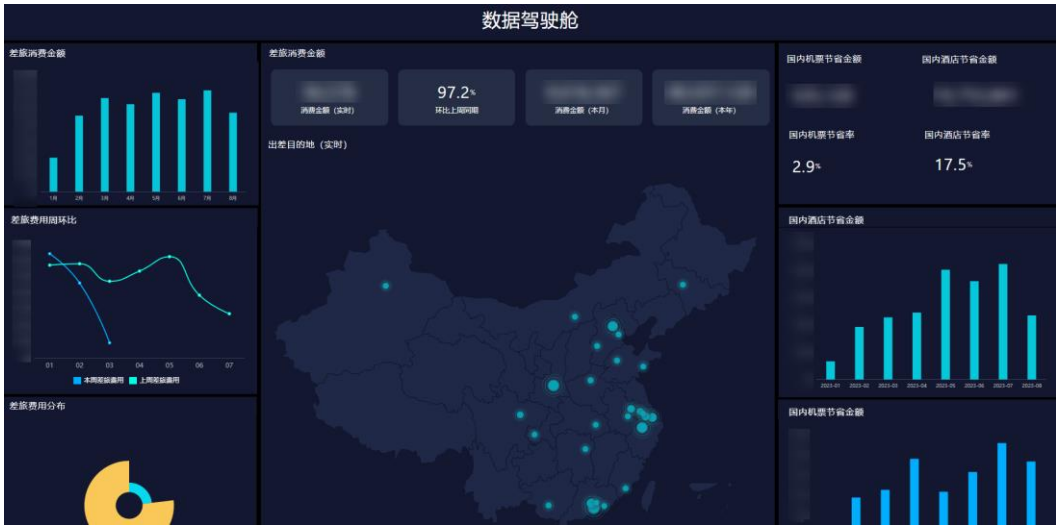 数据驾驶舱
差旅消费金额
1月 2月 3月 4月 5月 6月 7月 8月
差旅费用周环比
01 02 03 04 05 06 07
本周差旅费用 上周差旅费用
差旅费用分布
差旅消费金额
消费金额（实时）
97.2%
环比上周同期
消费金额（本月）
消费金额（本年）
出差目的地（实时）
国内机票节省金额 国内酒店节省金额
国内机票节省率 国内酒店节省率
2.9% 17.5%
国内酒店节省金额
2023-01 2023-02 2023-03 2023-04 2023-05 2023-06 2023-07 2023-08
国内机票节省金额